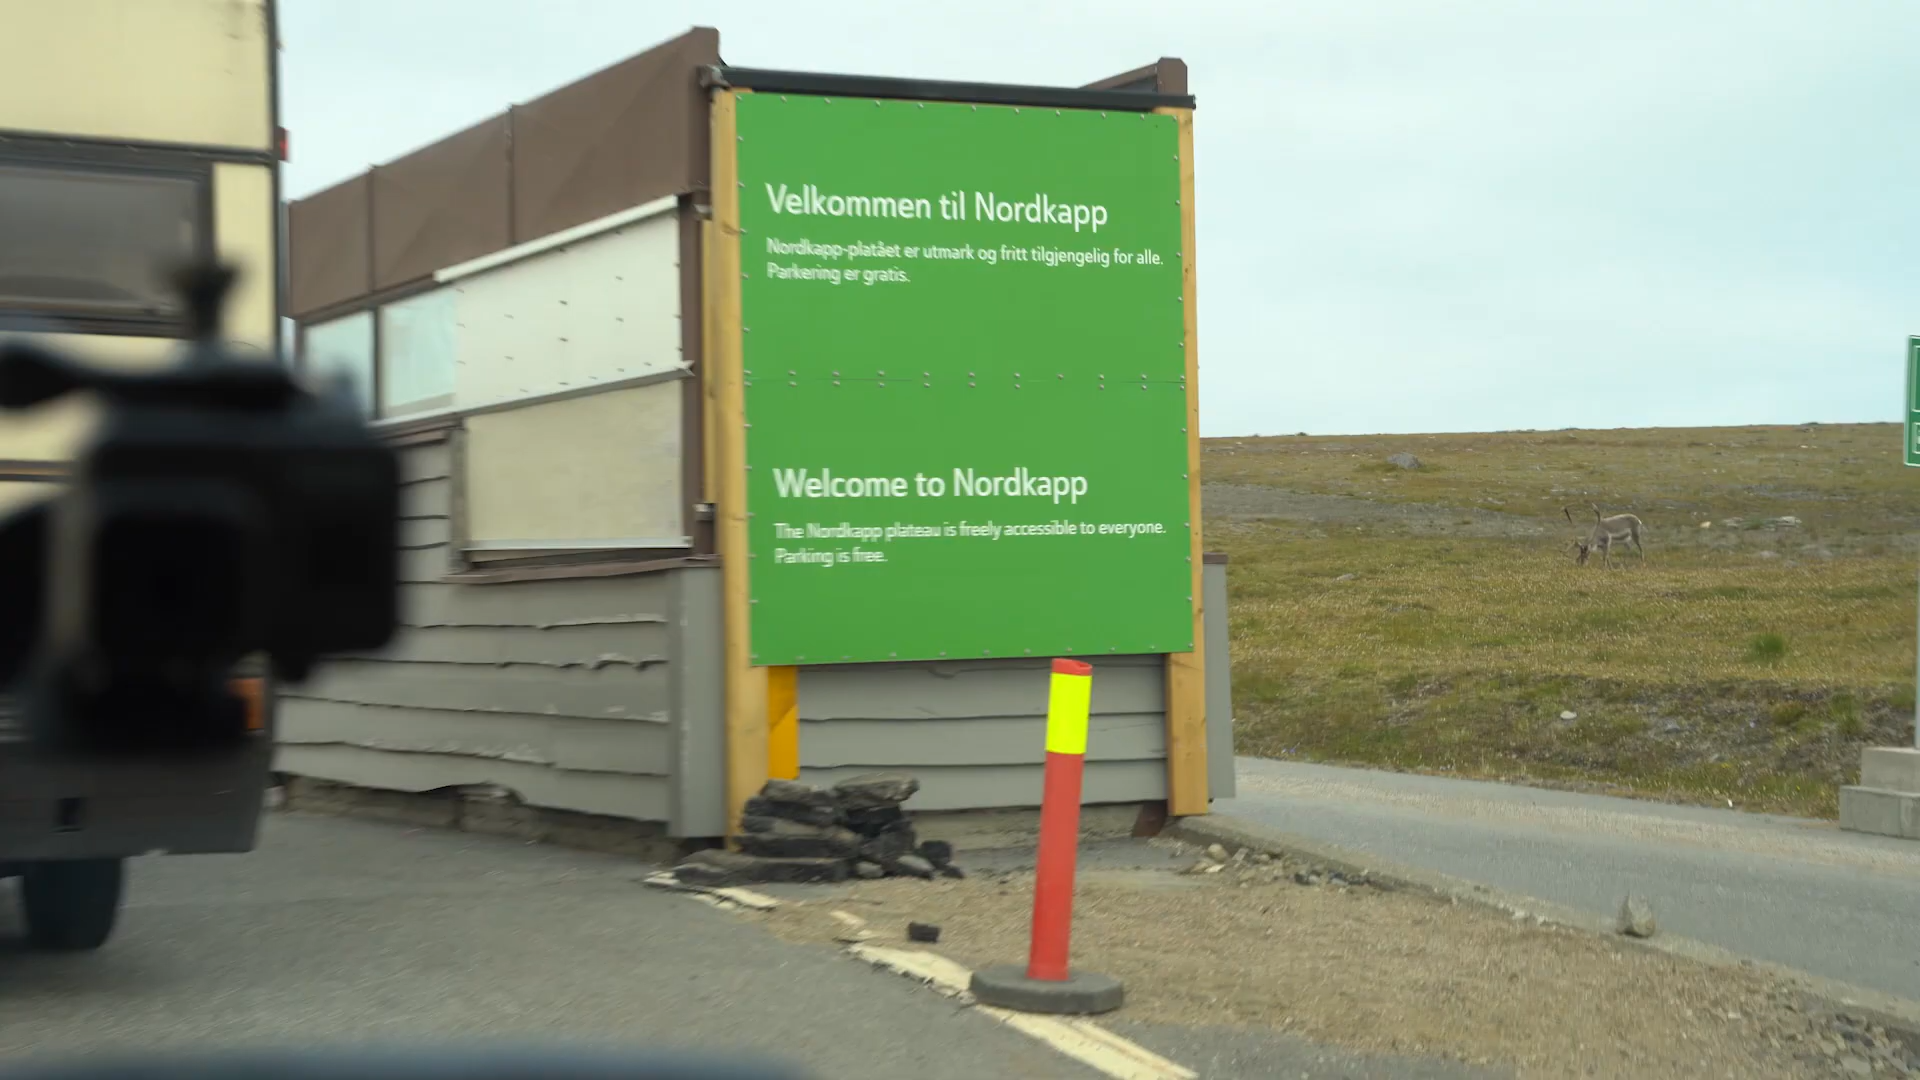 Velkommen til Nordkapp
Nordkapp-platået er utmark og fritt tilgjengelig for alle.
Parkering er gratis.
Welcome to Nordkapp
The Nordkapp plateau is freely accessible to everyone.
Parking is free.